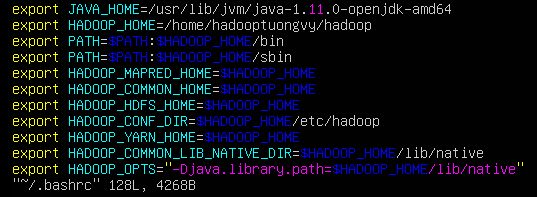 export JAVA_HOME=/usr/lib/jvm/java-1.11.0-openjdk-amd64
export HADOOP_HOME=/home/hadooptuongvy/hadoop
export PATH=$PATH:$HADOOP_HOME/bin
export PATH=$PATH:$HADOOP_HOME/sbin
export HADOOP_MAPRED_HOME=$HADOOP_HOME
export HADOOP_COMMON_HOME=$HADOOP_HOME
export HADOOP_HDFS_HOME=$HADOOP_HOME
export HADOOP_CONF_DIR=$HADOOP_HOME/etc/hadoop
export HADOOP_YARN_HOME=$HADOOP_HOME
export HADOOP_COMMON_LIB_NATIVE_DIR=$HADOOP_HOME/lib/native
export HADOOP_OPTS="-Djava.library.path=$HADOOP_HOME/lib/native"
"~/.bashrc" 128L, 4268B